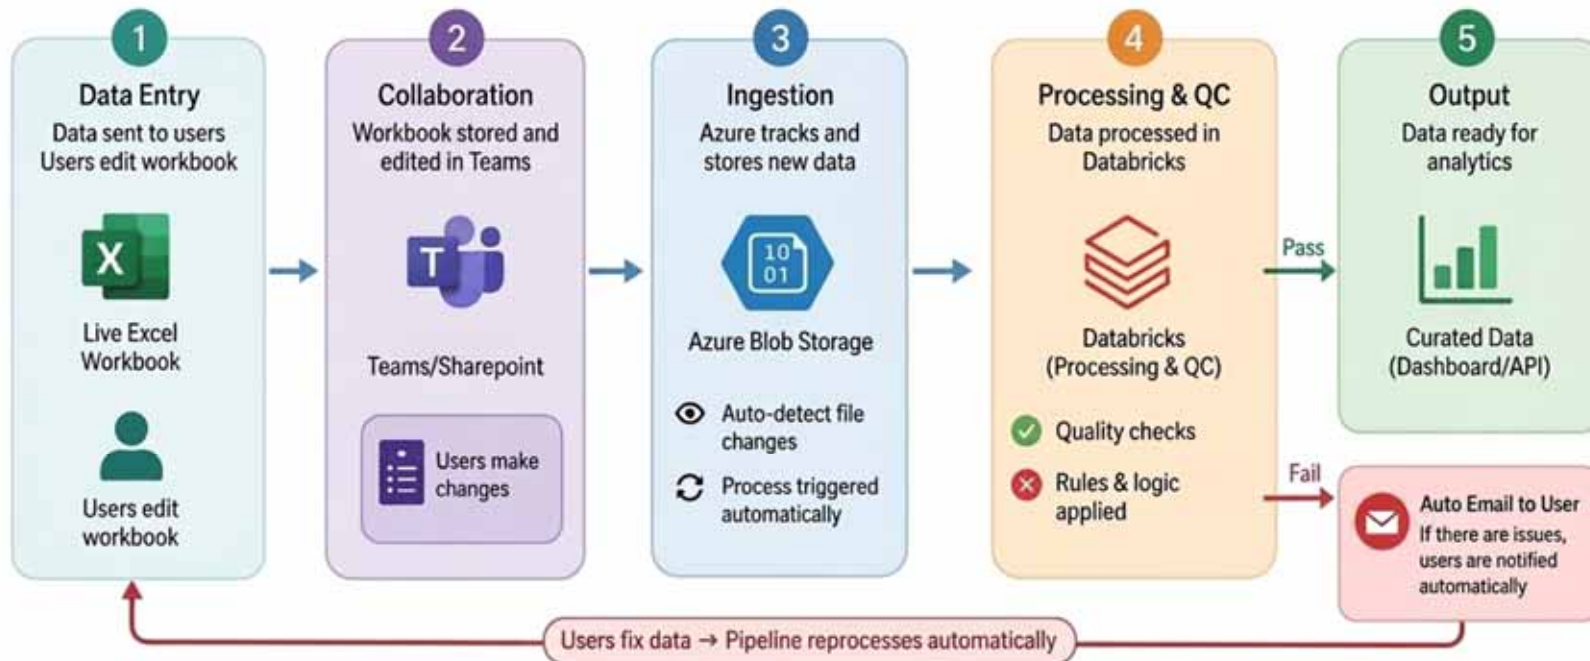 1
Data Entry
Data sent to users
Users edit workbook
X
Live Excel
Workbook
Users edit
workbook
2
Collaboration
Workbook stored and
edited in Teams
T
Teams/Sharepoint
Users make
changes
3
Ingestion
Azure tracks and
stores new data
10
01
Azure Blob Storage
Auto-detect file
changes
Process triggered
automatically
4
Processing & QC
Data processed in
Databricks
Databricks
(Processing & QC)
Quality checks
Rules & logic
applied
Pass
Fail
5
Output
Data ready for
analytics
Curated Data
(Dashboard/API)
Auto Email to User
If there are issues,
users are notified
automatically
Users fix data → Pipeline reprocesses automatically